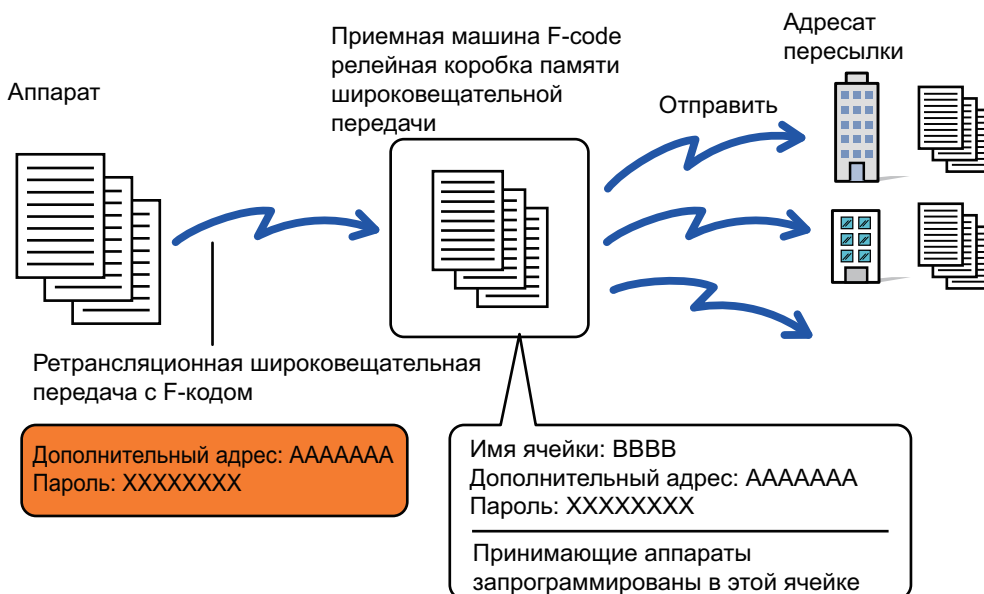 Аппарат
Приемная машина F-code
релейная коробка памяти
широковещательной
передачи
Отправить
Адресат
пересылки
Ретрансляционная широковещательная
передача с F-кодом
Дополнительный адрес: AAAAAAA
Пароль: XXXXXXXX
Имя ячейки: BBBB
Дополнительный адрес: AAAAAAA
Пароль: XXXXXXXX
Принимающие аппараты
запрограммированы в этой ячейке